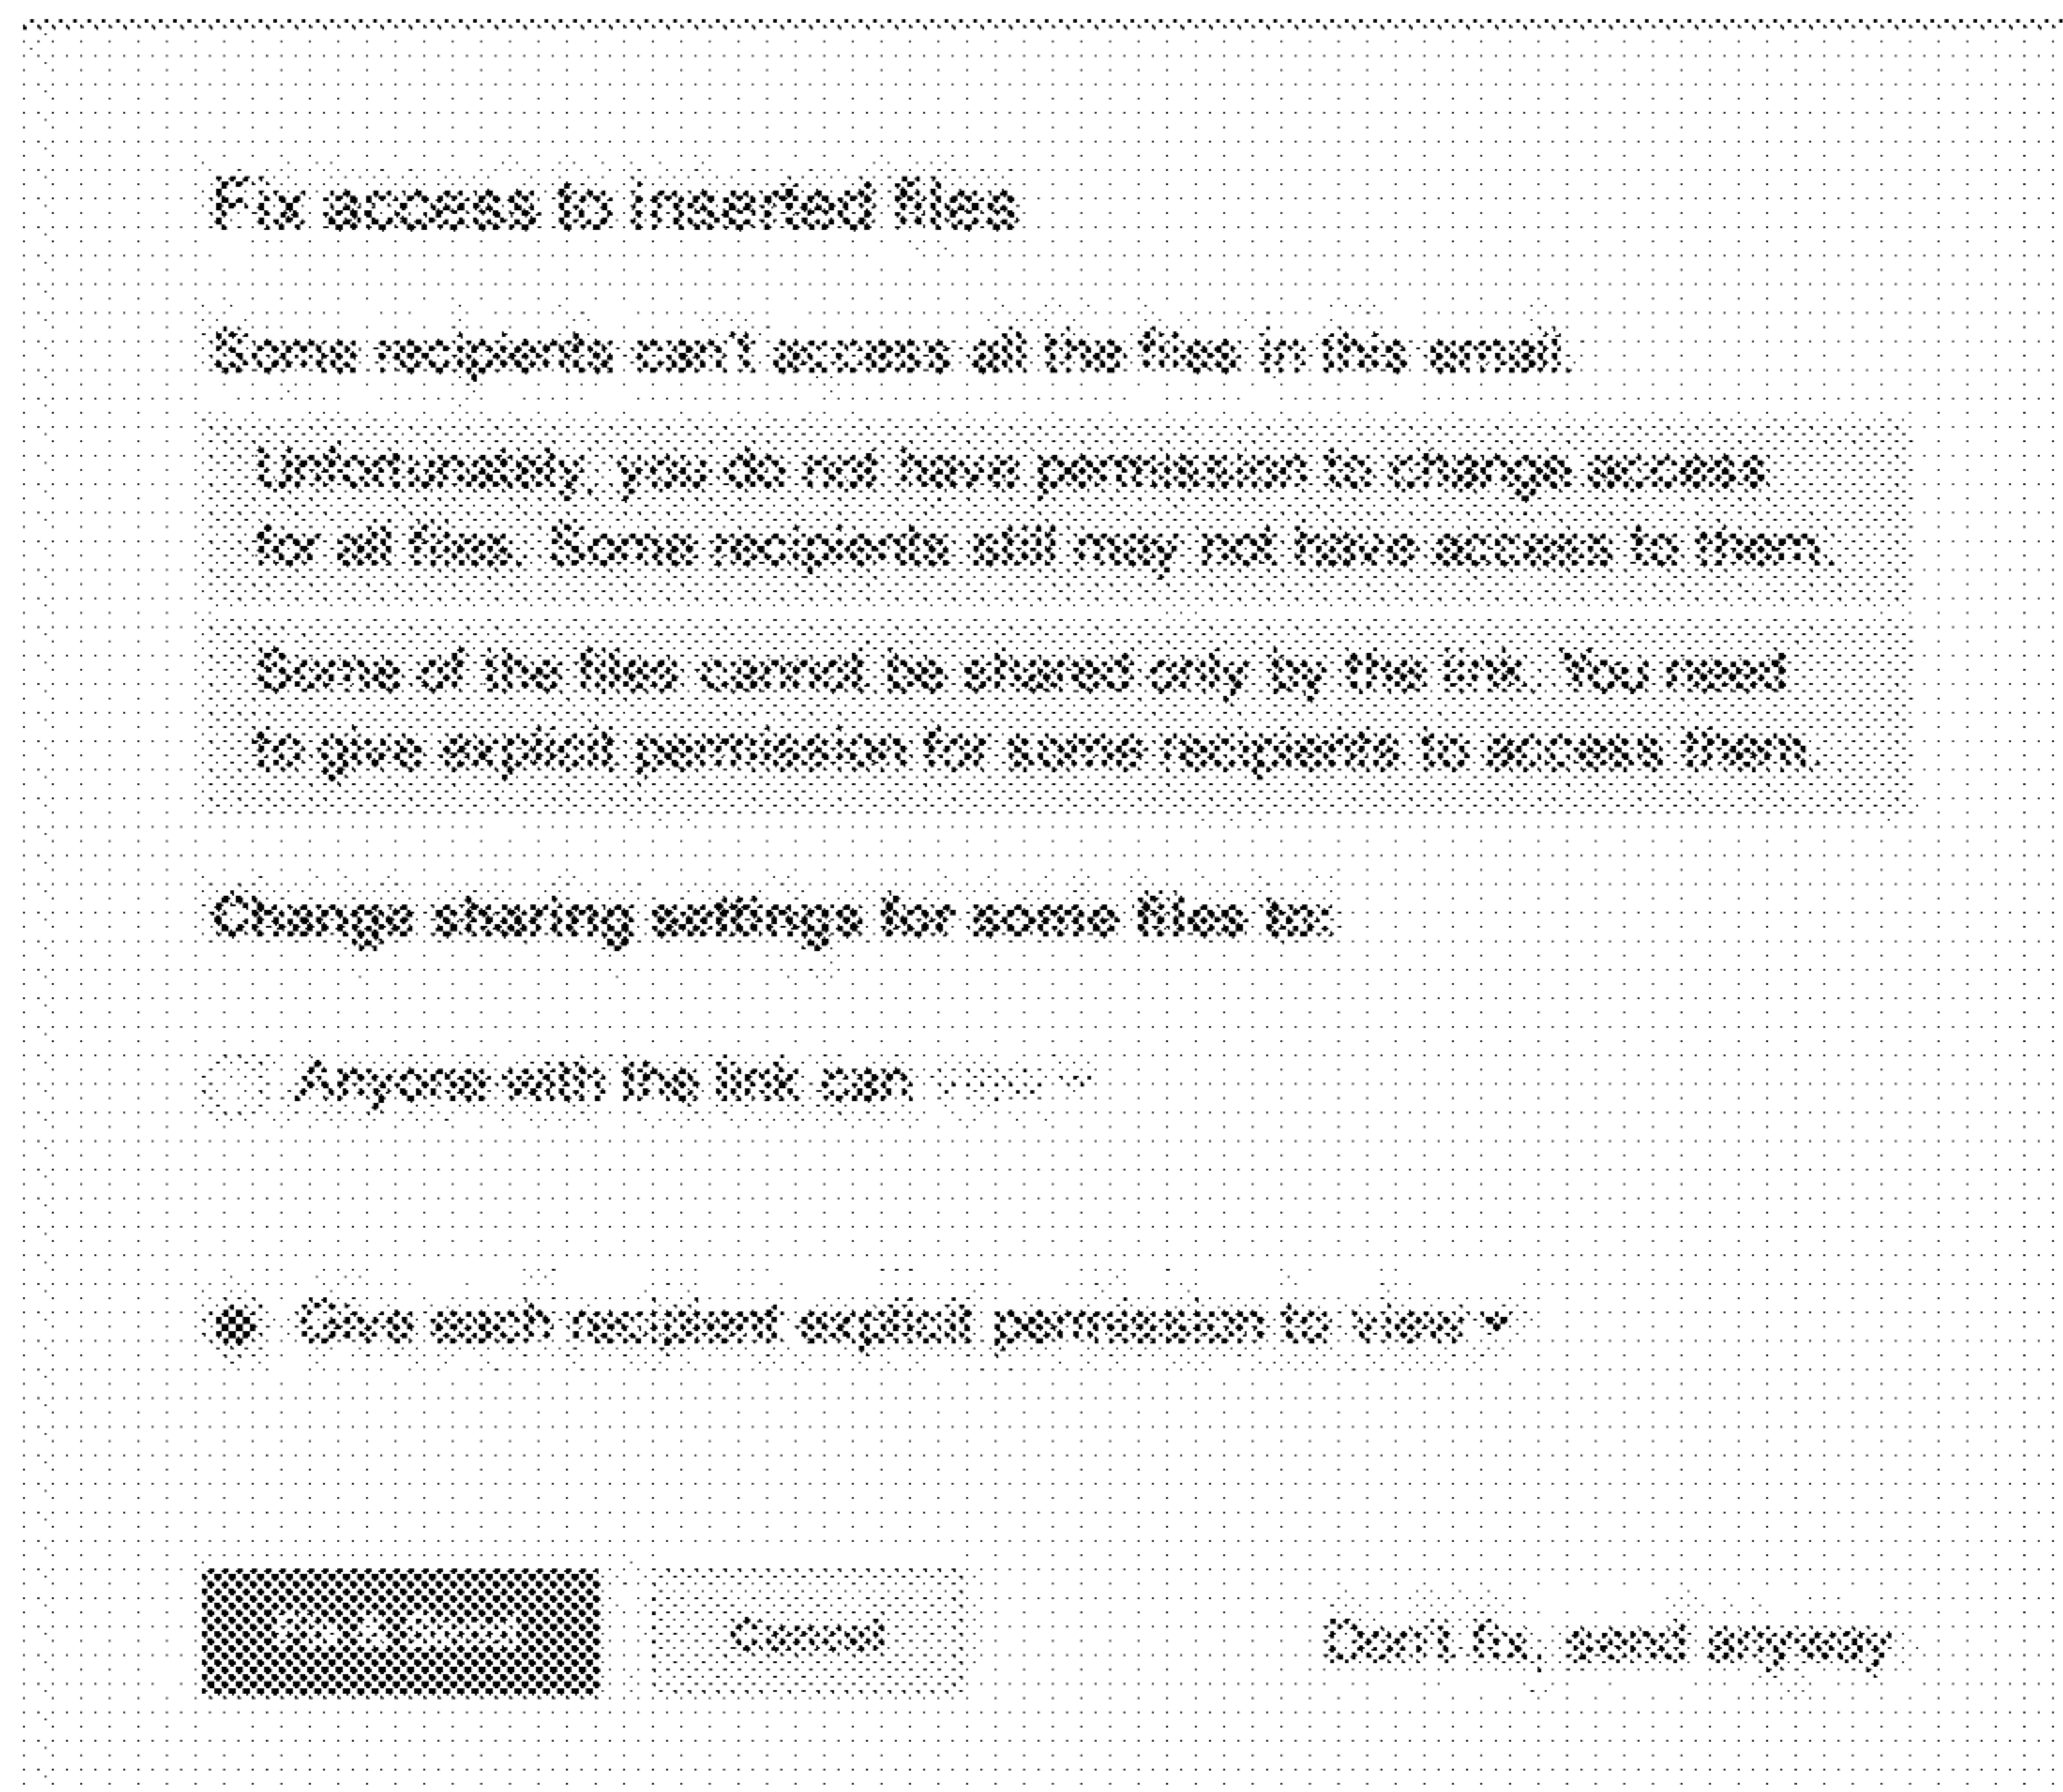 Fix access to inserted files
Some recipients can't access all the files in this email.
Unfortunately, you do not have permission to change access
for all files. Some recipients still may not have access to them.
Some of the files cannot be shared only by the link. You need
to give explicit permission for some recipients to access them.
Change sharing settings for some files to:
Anyone with the link can
Give each recipient explicit permission to view
Cancel
Don't fix, send anyway